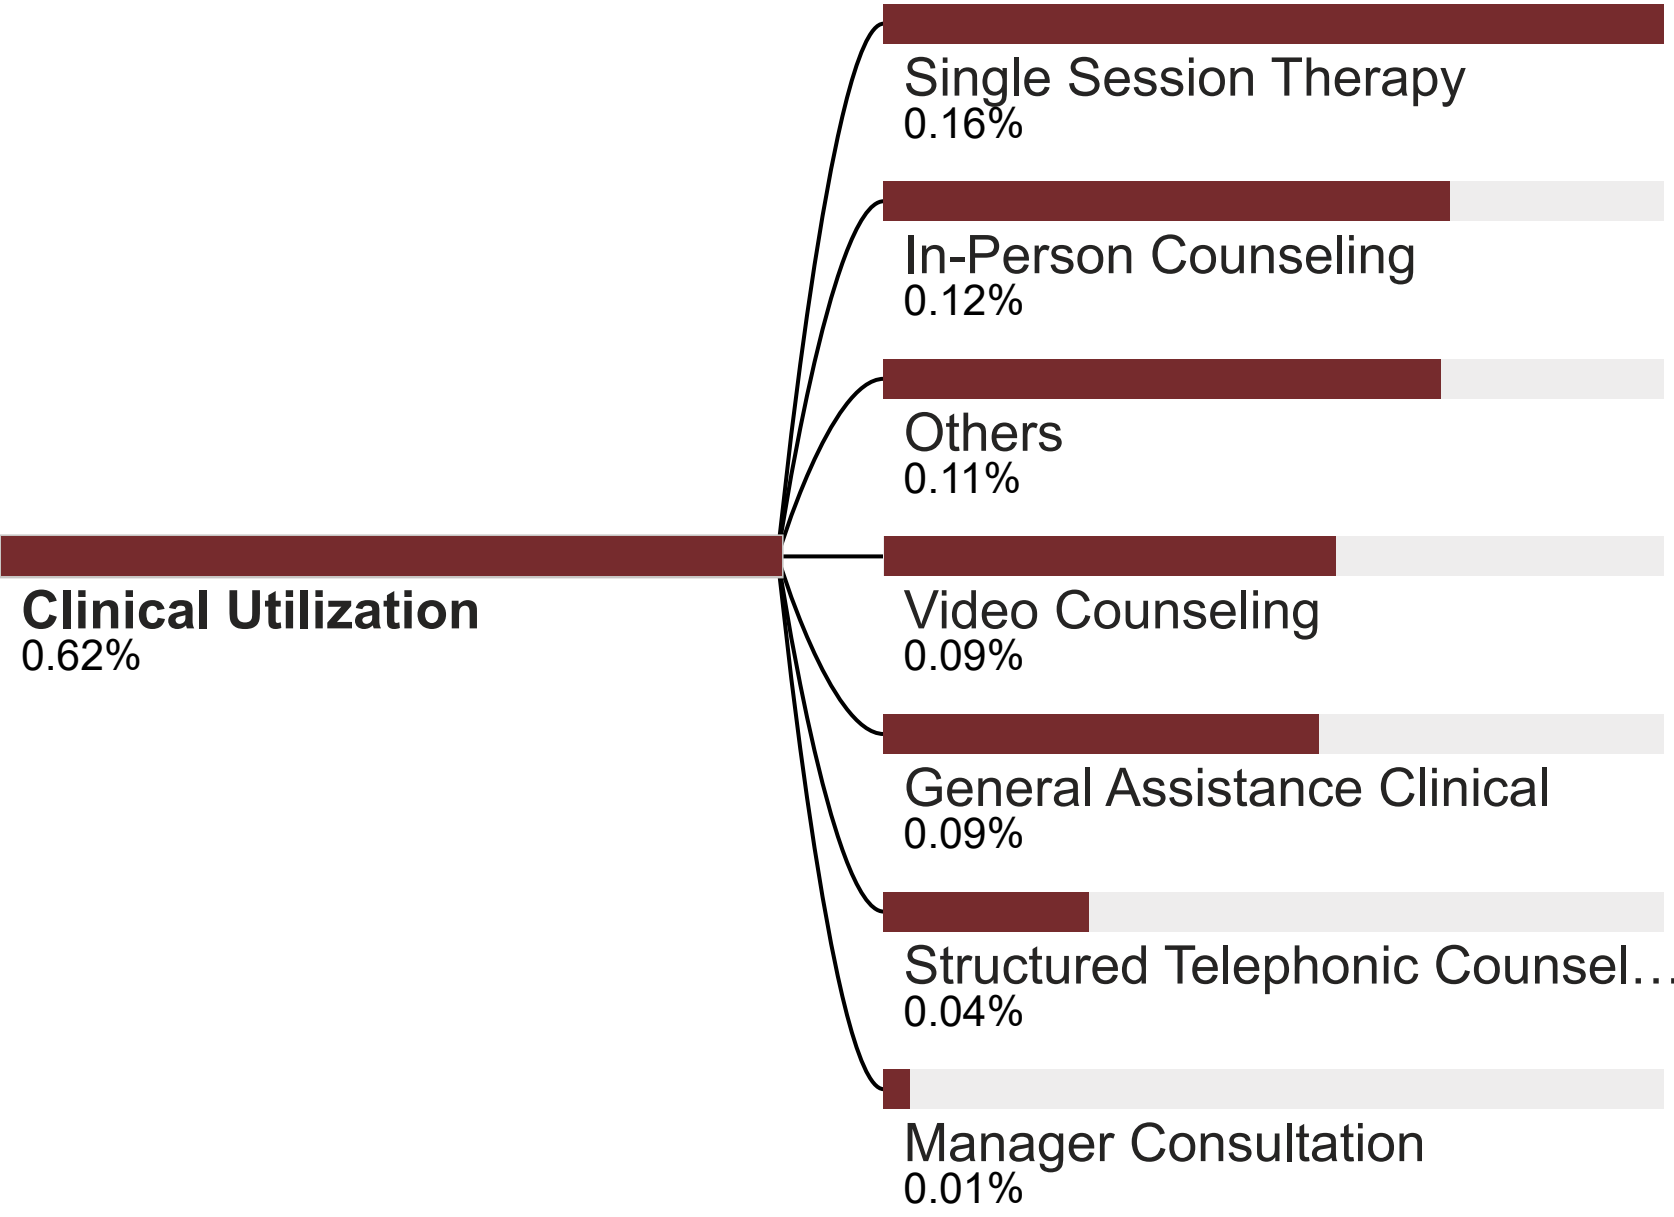 Single Session Therapy
0.16%
In-Person Counseling
0.12%
Others
0.11%
Clinical Utilization
0.62%
Video Counseling
0.09%
General Assistance Clinical
0.09%
Structured Telephonic Counsel…
0.04%
Manager Consultation
0.01%